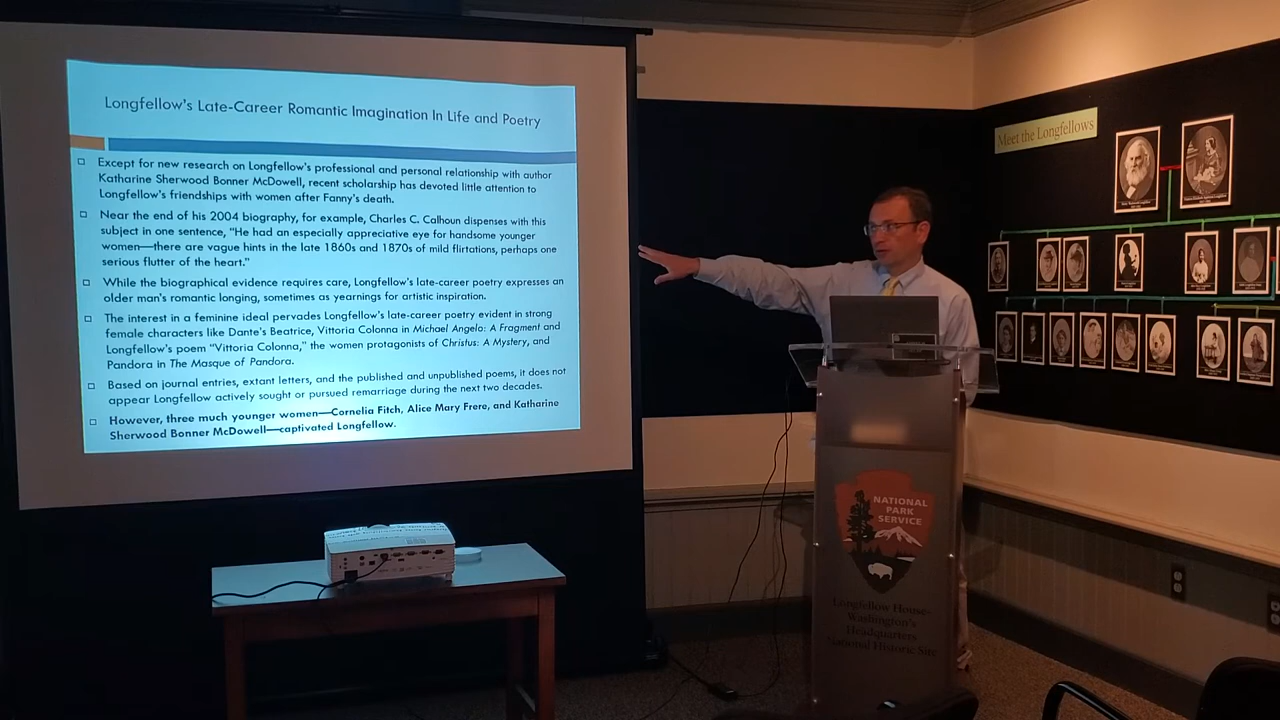 Longfellow's Late-Career Romantic Imagination In Life and Poetry
Except for new research on Longfellow's professional and personal relationship with author
Katharine Sherwood Bonner McDowell, recent scholarship has devoted little attention to
Longfellow's friendships with women after Fanny's death.
Near the end of his 2004 biography, for example, Charles C. Calhoun dispenses with this
subject in one sentence, "He had an especially appreciative eye for handsome younger
women—there are vague hints in the late 1860s and 1870s of mild flirtations, perhaps one
serious flutter of the heart."
While the biographical evidence requires care, Longfellow's late-career poetry expresses an
older man's romantic longing, sometimes as yearnings for artistic inspiration.
The interest in a feminine ideal pervades Longfellow's late-career poetry evident in strong
female characters like Dante's Beatrice, Vittoria Colonna in Michael Angelo: A Fragment and
Longfellow's poem "Vittoria Colonna," the women protagonists of Christus: A Mystery, and
Pandora in The Masque of Pandora.
Based on journal entries, extant letters, and the published and unpublished poems, it does not
appear Longfellow actively sought or pursued remarriage during the next two decades.
However, three much younger women—Cornelia Fitch, Alice Mary Frere, and Katharine
Sherwood Bonner McDowell—captivated Longfellow.
Meet the Longfellows
NATIONAL
PARK
SERVICE
Longfellow House-
Washington's
Headquarters
National Historic Site